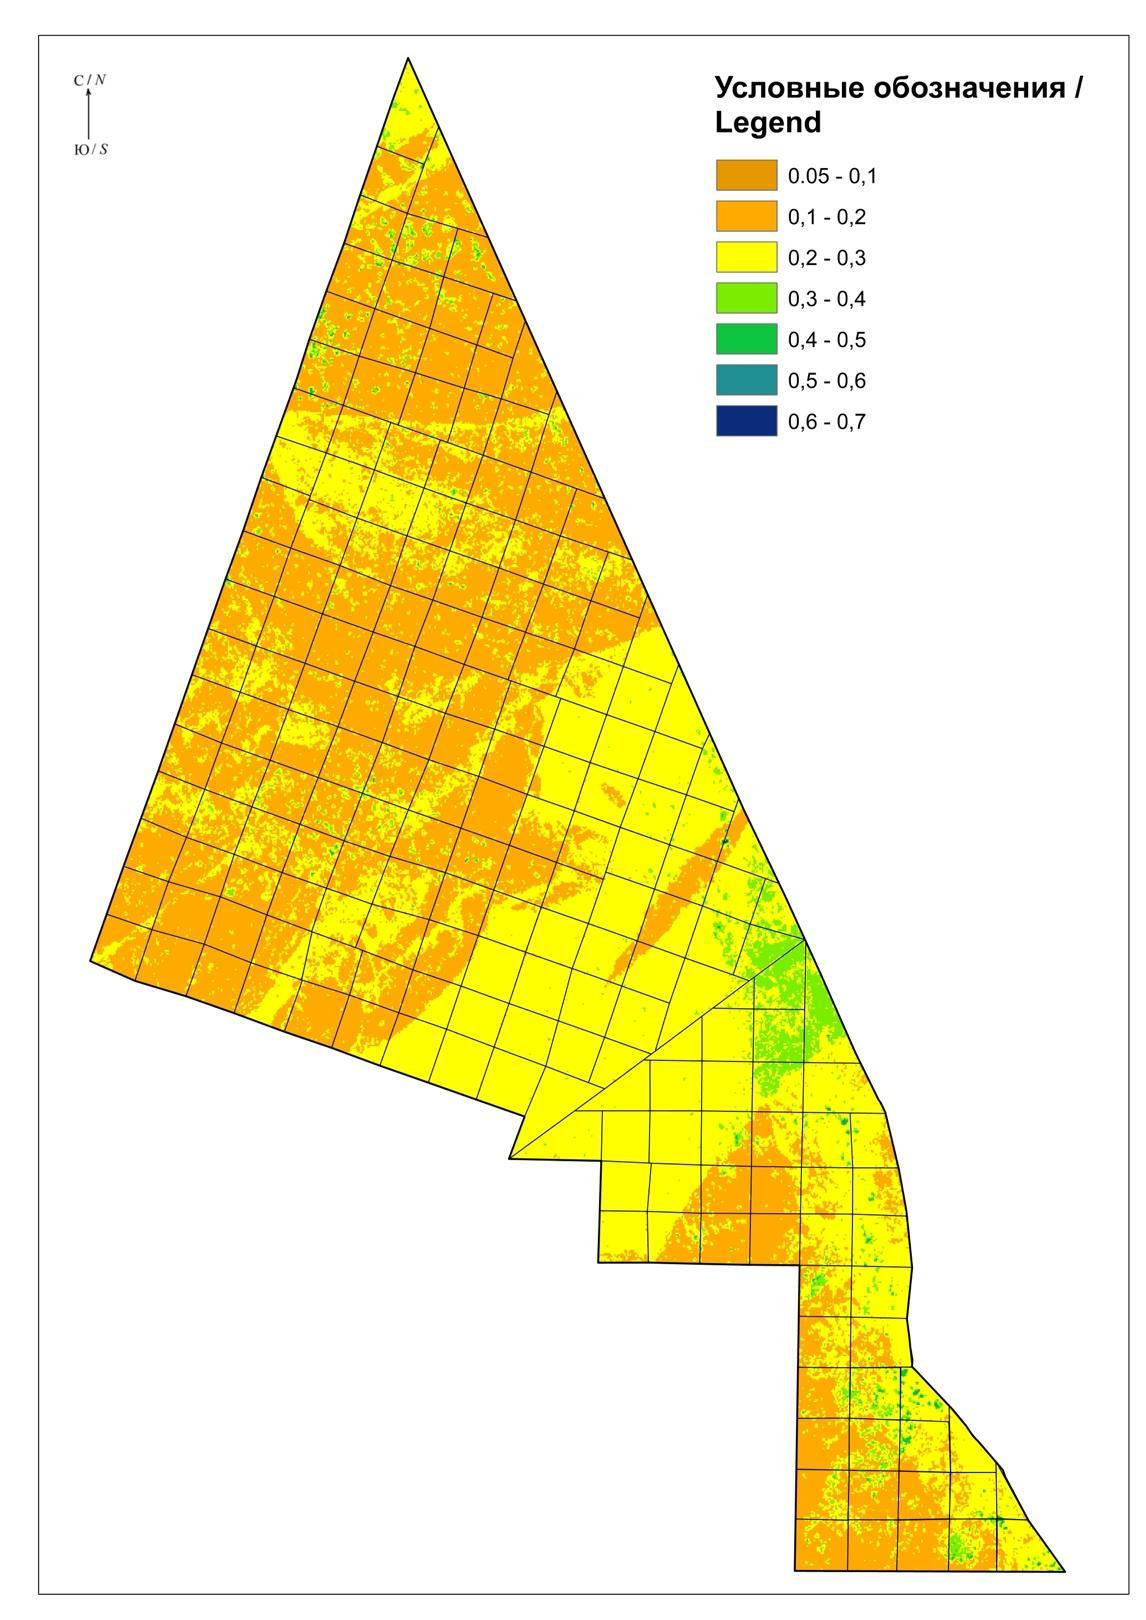 С / N
Ю / S
Условные обозначения /
Legend
0.05 - 0,1
0,1 - 0,2
0,2 - 0,3
0,3 - 0,4
0,4 - 0,5
0,5 - 0,6
0,6 - 0,7